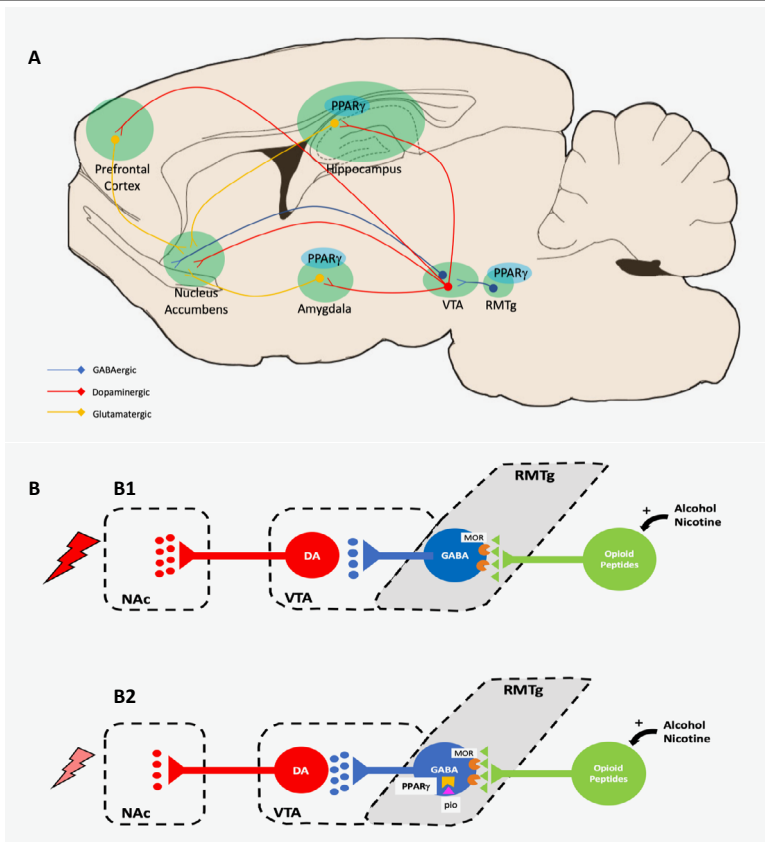 A
PPARγ
Prefrontal
Cortex
Hippocampus
PPARγ
PPARγ
Nucleus
Accumbens
Amygdala
VTA
RMTg
GABAergic
Dopaminergic
Glutamatergic
B
B1
RMTg
Alcohol
Nicotine
+
MOR
DA
GABA
Opioid
Peptides
NAc
VTA
B2
RMTg
Alcohol
Nicotine
+
MOR
DA
GABA
Opioid
Peptides
PPARγ
pio
NAc
VTA